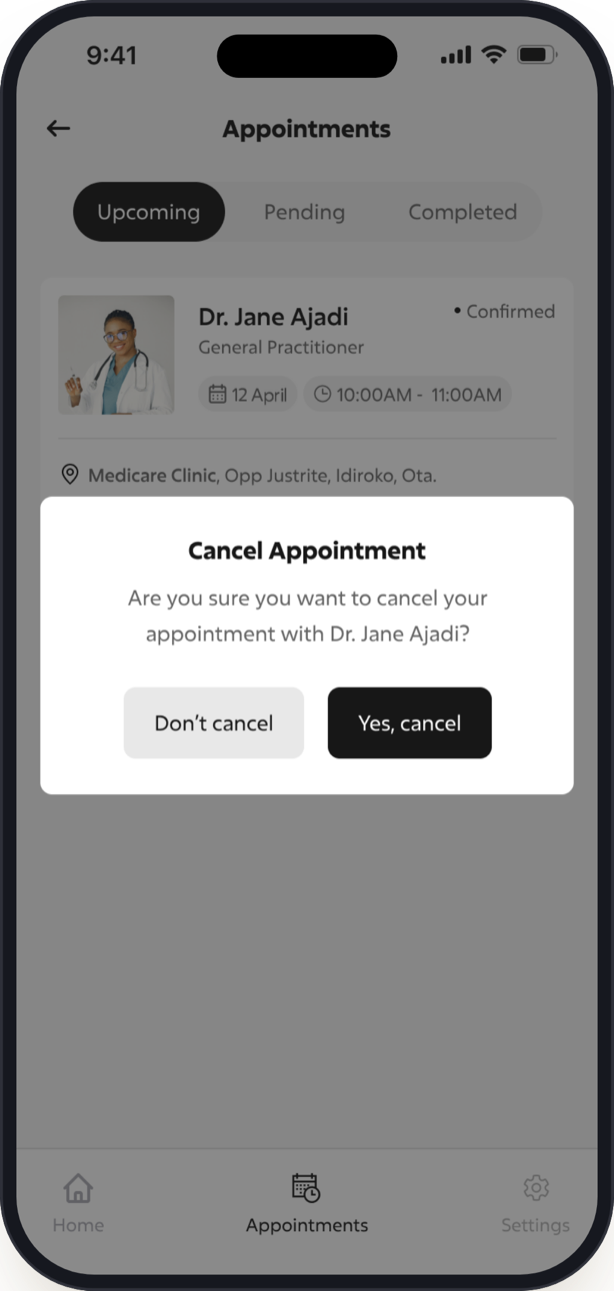 9:41
Appointments
Upcoming Pending Completed
Dr. Jane Ajadi • Confirmed
General Practitioner
12 April 10:00AM - 11:00AM
Medicare Clinic, Opp Justrite, Idiroko, Ota.
Cancel Appointment
Are you sure you want to cancel your
appointment with Dr. Jane Ajadi?
Don't cancel Yes, cancel
Home Appointments Settings